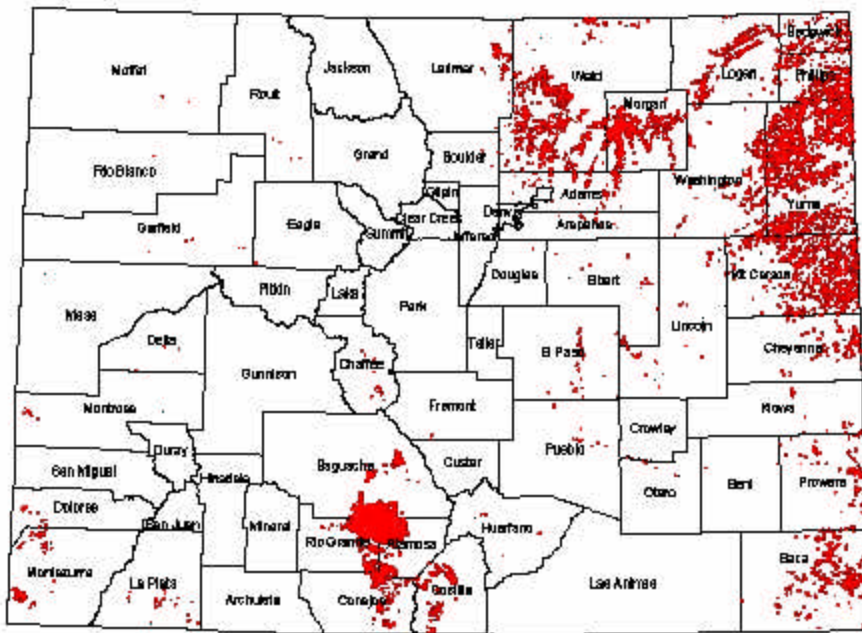 Moffat
Routt
Jackson
Larimer
Weld
Logan
Sedgwick
Phillips
Morgan
Grand
Boulder
Rio Blanco
Gilpin
Adams
Washington
Yuma
Garfield
Eagle
Clear Creek
Summit
Denver
Jefferson
Arapahoe
Douglas
Elbert
Kit Carson
Pitkin
Lake
Park
Mesa
Lincoln
Delta
Teller
El Paso
Cheyenne
Chaffee
Gunnison
Montrose
Fremont
Kiowa
Crowley
Ouray
Saguache
Custer
Pueblo
San Miguel
Hinsdale
Otero
Bent
Prowers
Dolores
San Juan
Mineral
Rio Grande
Alamosa
Huerfano
Montezuma
La Plata
Archuleta
Conejos
Costilla
Las Animas
Baca